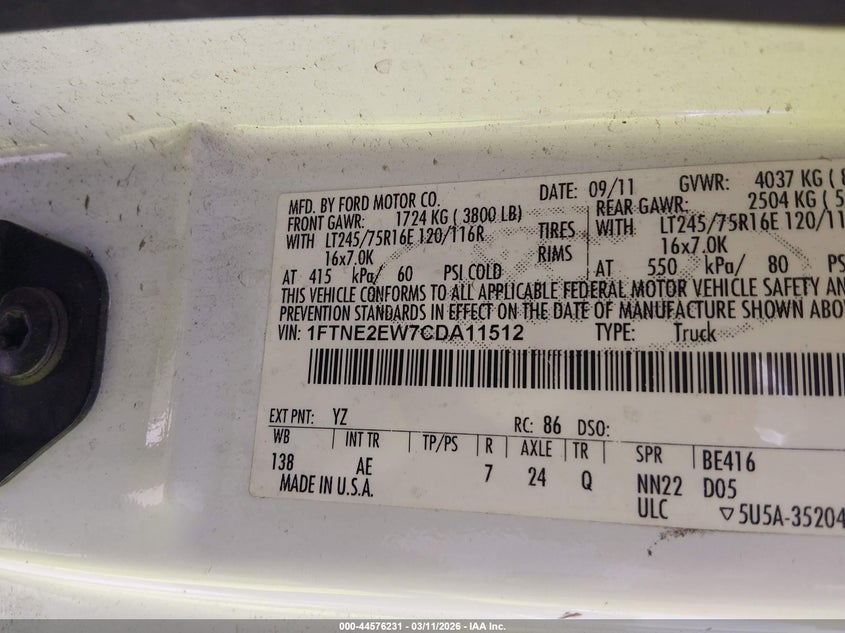 MFD. BY FORD MOTOR CO. DATE: 09/11 GVWR: 4037 KG ( 8
FRONT GAWR: 1724 KG ( 3800 LB) REAR GAWR: 2504 KG ( 5
WITH LT245/75R16E 120/116R TIRES WITH LT245/75R16E 120/11
16x7.0K RIMS 16x7.0K
AT 415 kPa/ 60 PSI COLD AT 550 kPa/ 80 PS
THIS VEHICLE CONFORMS TO ALL APPLICABLE FEDERAL MOTOR VEHICLE SAFETY AN
PREVENTION STANDARDS IN EFFECT ON THE DATE OF MANUFACTURE SHOWN ABO
VIN: 1FTNE2EW7CDA11512 TYPE: Truck
EXT PNT: YZ RC: 86 DSO:
WB INT TR TP/PS R AXLE TR SPR BE416
138 AE 7 24 Q NN22 D05
MADE IN U.S.A. ULC ▽5U5A-35204
000-44576231 - 03/11/2026 - IAA Inc.